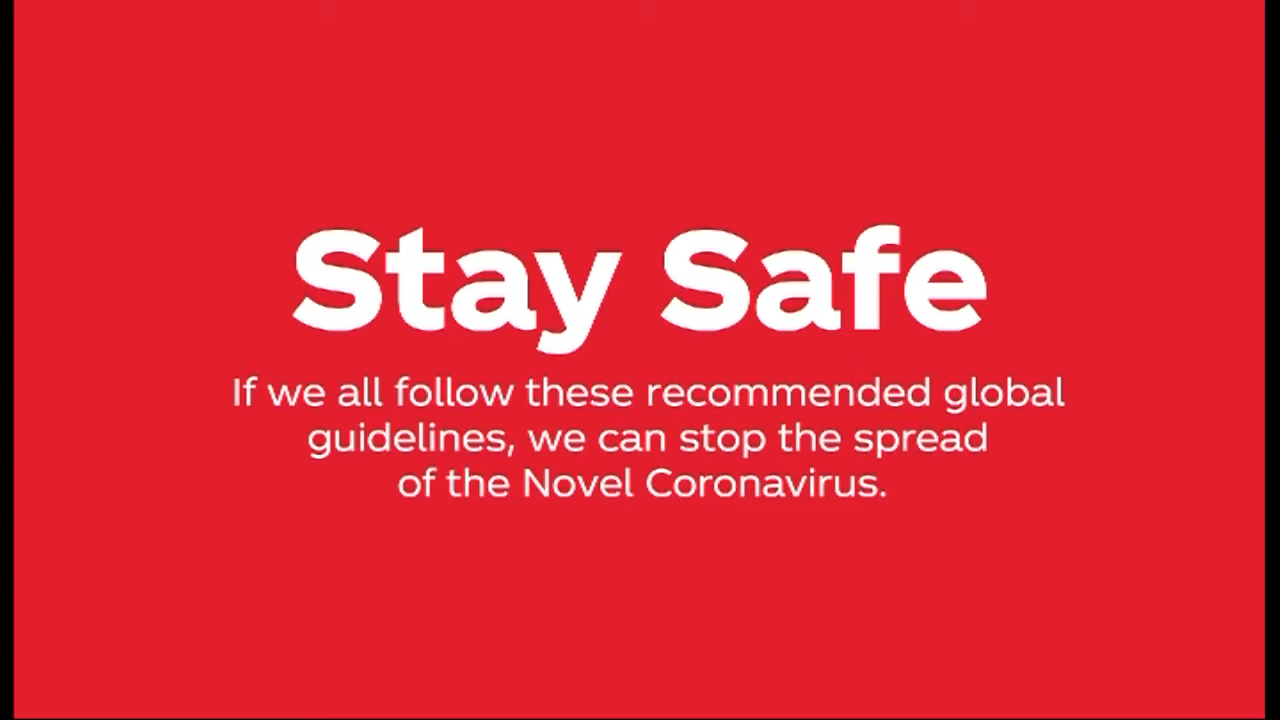 Stay Safe
If we all follow these recommended global
guidelines, we can stop the spread
of the Novel Coronavirus.